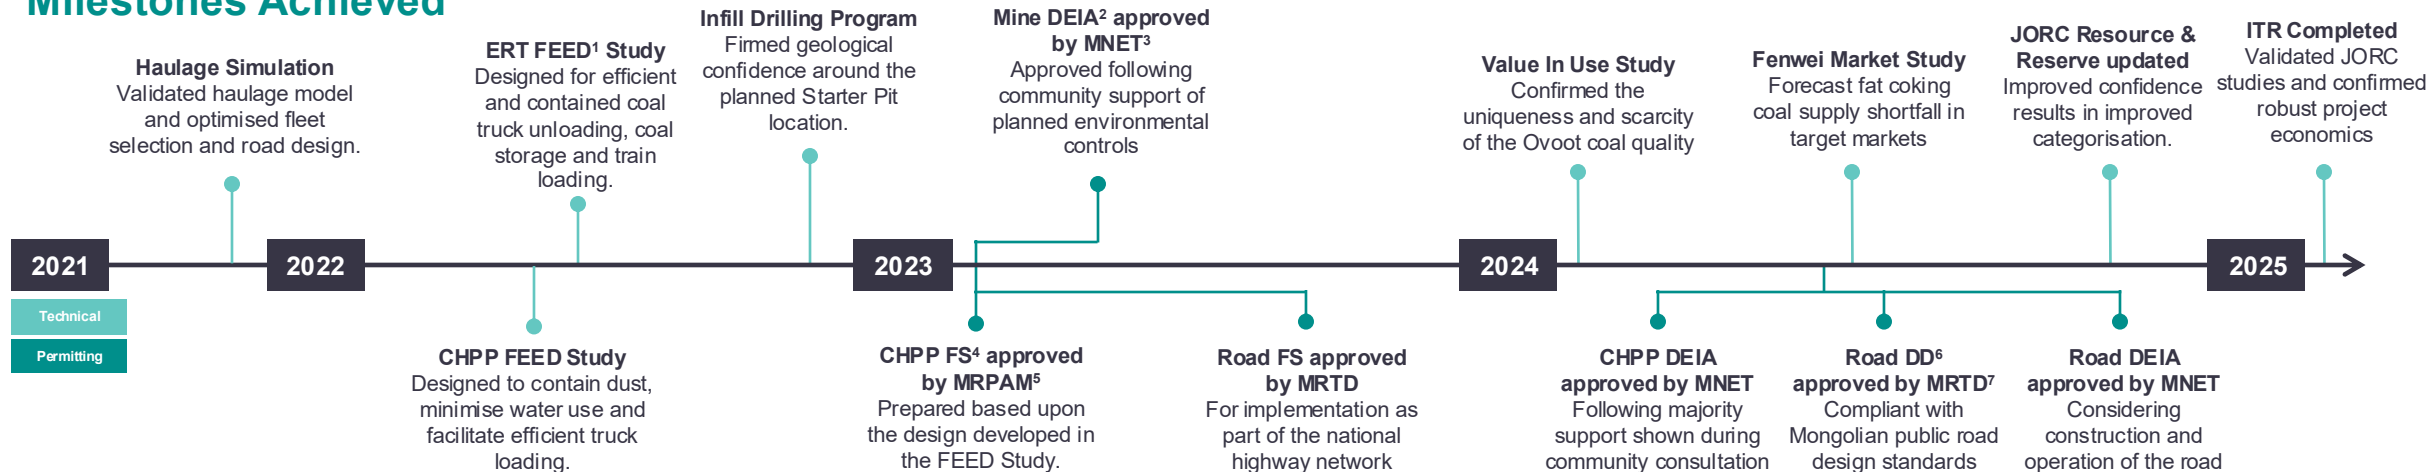 Milestones Achieved
Haulage Simulation
Validated haulage model
and optimised fleet
selection and road design.
ERT FEED¹ Study
Designed for efficient
and contained coal
truck unloading, coal
storage and train
loading.
Infill Drilling Program
Firmed geological
confidence around the
planned Starter Pit
location.
Mine DEIA² approved
by MNET³
Approved following
community support of
planned environmental
controls
Value In Use Study
Confirmed the
uniqueness and scarcity
of the Ovoot coal quality
Fenwei Market Study
Forecast fat coking
coal supply shortfall in
target markets
JORC Resource &
Reserve updated
Improved confidence
results in improved
categorisation.
ITR Completed
Validated JORC
studies and confirmed
robust project
economics
2021
2022
2023
2024
2025
Technical
Permitting
CHPP FEED Study
Designed to contain dust,
minimise water use and
facilitate efficient truck
loading.
CHPP FS⁴ approved
by MRPAM⁵
Prepared based upon
the design developed in
the FEED Study.
Road FS approved
by MRTD
For implementation as
part of the national
highway network
CHPP DEIA
approved by MNET
Following majority
support shown during
community consultation
Road DD⁶
approved by MRTD⁷
Compliant with
Mongolian public road
design standards
Road DEIA
approved by MNET
Considering
construction and
operation of the road